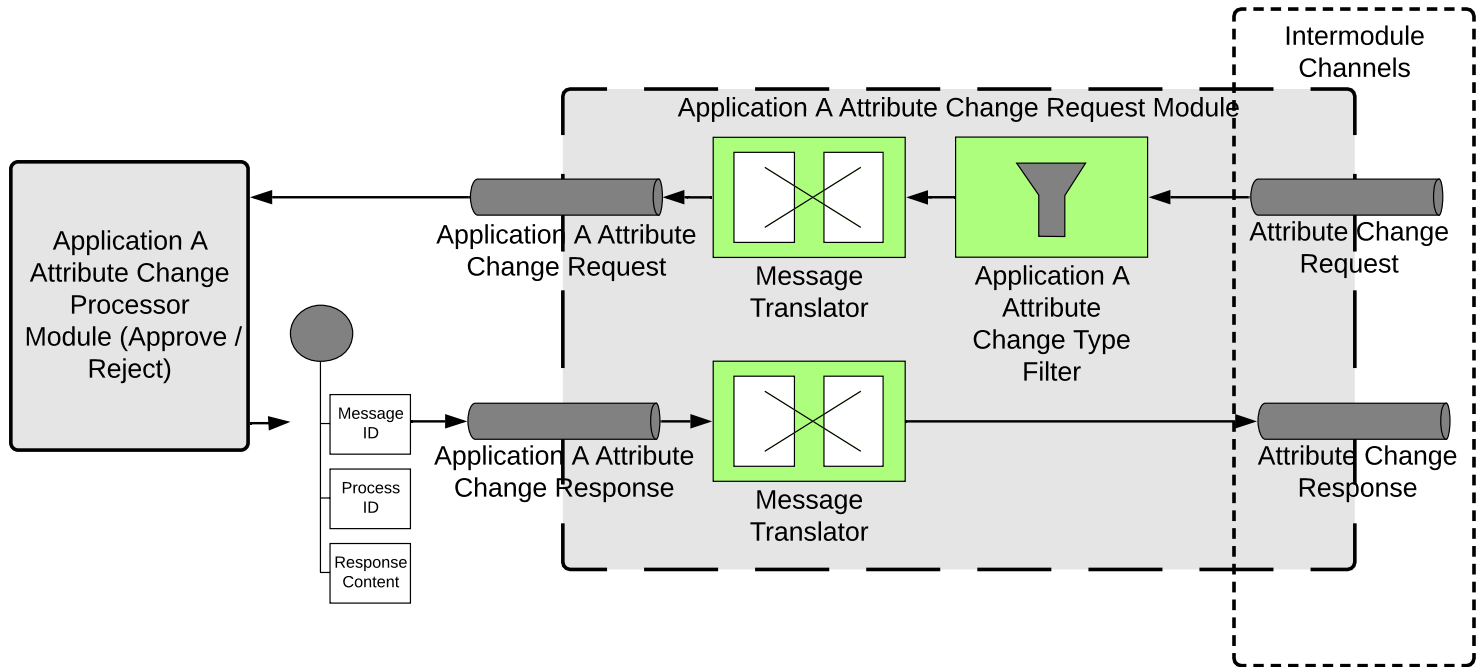 Intermodule
Channels
Application A Attribute Change Request Module
Application A
Attribute Change
Processor
Module (Approve /
Reject)
Application A Attribute
Change Request
Message
Translator
Application A
Attribute
Change Type
Filter
Attribute Change
Request
Message
ID
Process
ID
Response
Content
Application A Attribute
Change Response
Message
Translator
Attribute Change
Response